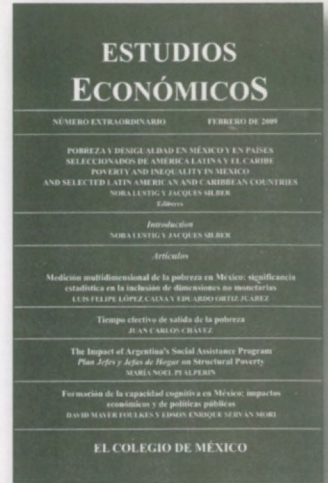 ESTUDIOS
ECONÓMICOS
NÚMERO EXTRAORDINARIO FEBRERO DE 2009
POBREZA Y DESIGUALDAD EN MÉXICO Y EN PAÍSES
SELECCIONADOS DE AMÉRICA LATINA Y EL CARIBE
POVERTY AND INEQUALITY IN MEXICO
AND SELECTED LATIN AMERICAN AND CARIBBEAN COUNTRIES
NORA LUSTIG Y JACQUES SILBER
Editores
Introduction
NORA LUSTIG Y JACQUES SILBER
Artículos
Medición multidimensional de la pobreza en México: significancia
estadística en la inclusión de dimensiones no monetarias
LUIS FELIPE LÓPEZ CALVA Y EDUARDO ORTIZ JUÁREZ
Tiempo efectivo de salida de la pobreza
JUAN CARLOS CHÁVEZ
The Impact of Argentina's Social Assistance Program
Plan Jefes y Jefas de Hogar on Structural Poverty
MARÍA NOEL PI ALPERIN
Formación de la capacidad cognitiva en México: impactos
económicos y de políticas públicas
DAVID MAYER FOULKES Y EDSON ENRIQUE SERVÁN MORI
EL COLEGIO DE MÉXICO